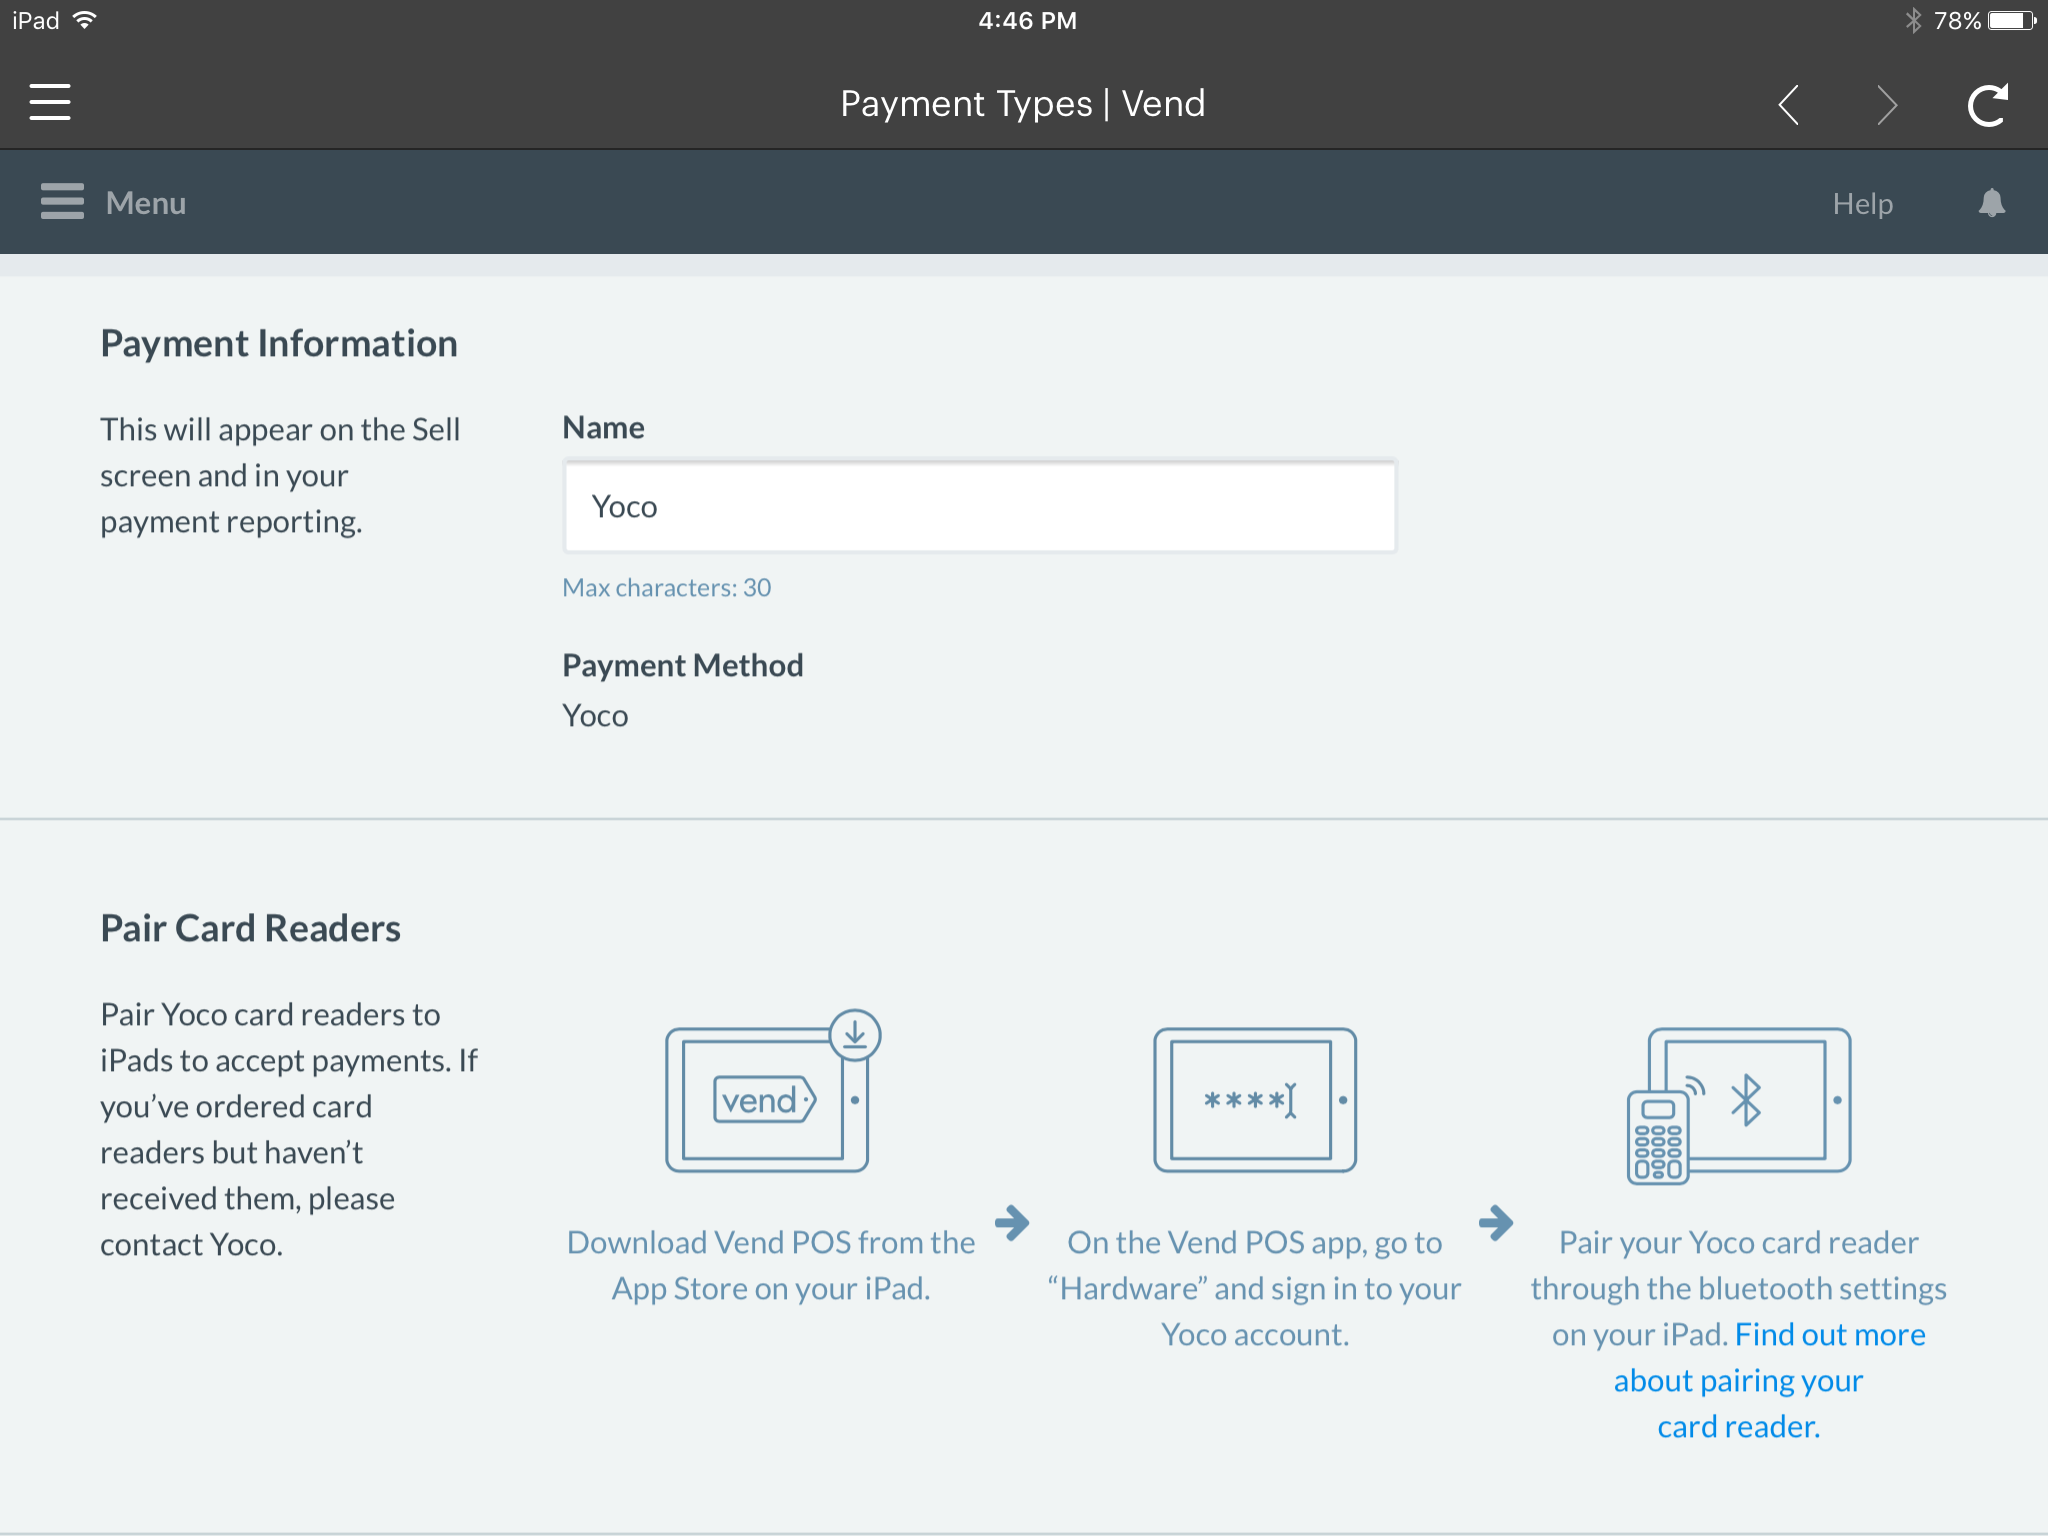 iPad
4:46 PM
78%
Payment Types | Vend
Menu
Help
Payment Information
This will appear on the Sell
screen and in your
payment reporting.
Name
Yoco
Max characters: 30
Payment Method
Yoco
Pair Card Readers
Pair Yoco card readers to
iPads to accept payments. If
you’ve ordered card
readers but haven’t
received them, please
contact Yoco.
vend
Download Vend POS from the
App Store on your iPad.
****
On the Vend POS app, go to
“Hardware” and sign in to your
Yoco account.
Pair your Yoco card reader
through the bluetooth settings
on your iPad. Find out more
about pairing your
card reader.